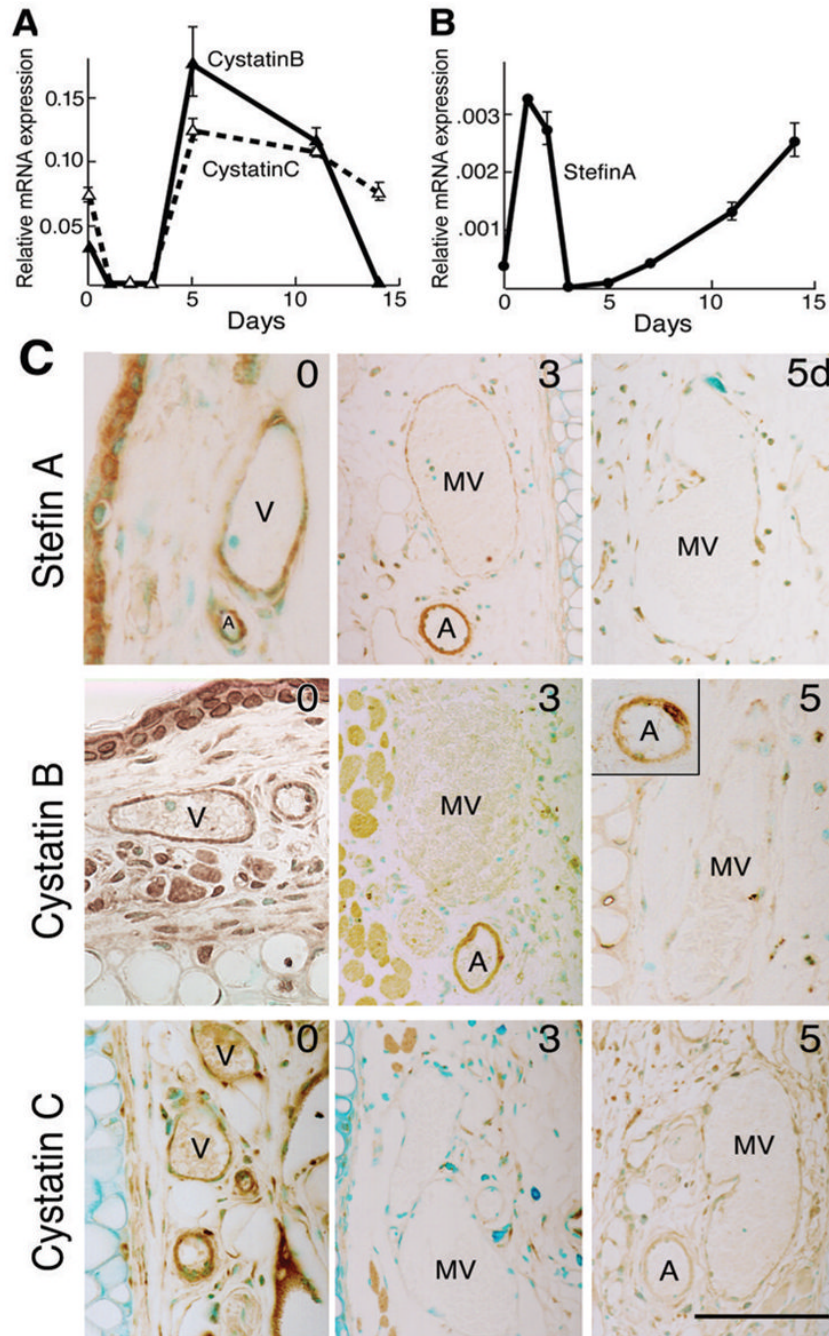 A
Relative mRNA expression
0.15
0.10
0.05
CystatinB
CystatinC
0 5 10 15
Days
B
Relative mRNA expression
.003
.002
.001
StefinA
0 5 10 15
Days
C
Stefin A
0
V
A
3
MV
A
5d
MV
Cystatin B
0
V
3
MV
A
5
A
MV
Cystatin C
0
V
V
3
MV
5
MV
A